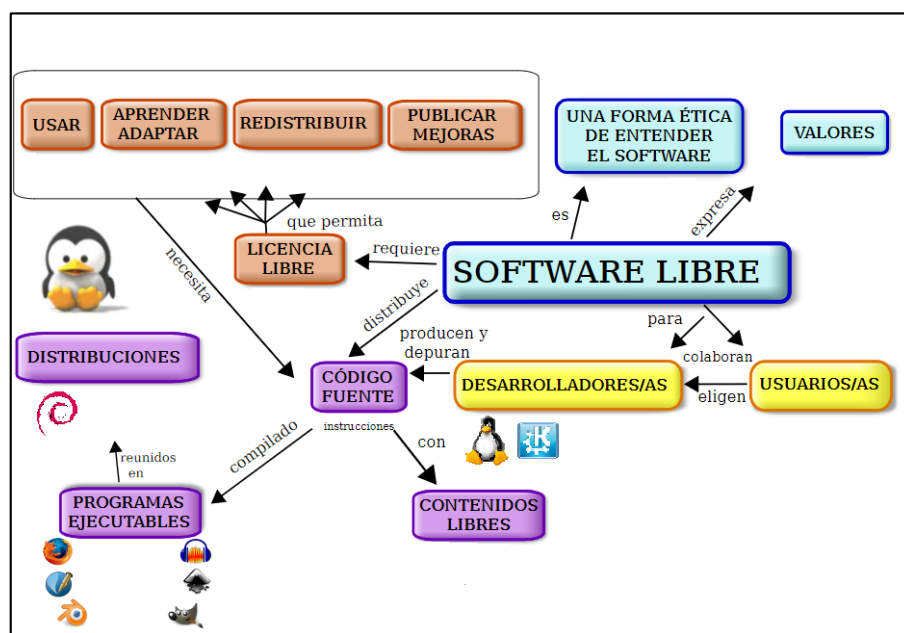 USAR
APRENDER
ADAPTAR
REDISTRIBUIR
PUBLICAR
MEJORAS
UNA FORMA ÉTICA
DE ENTENDER
EL SOFTWARE
VALORES
es
expresa
que permita
necesita
LICENCIA
LIBRE
requiere
SOFTWARE LIBRE
distribuye
para
colaboran
producen y
depuran
DISTRIBUCIONES
CÓDIGO
FUENTE
DESARROLLADORES/AS
eligen
USUARIOS/AS
instrucciones
compilado
con
reunidos
en
PROGRAMAS
EJECUTABLES
CONTENIDOS
LIBRES